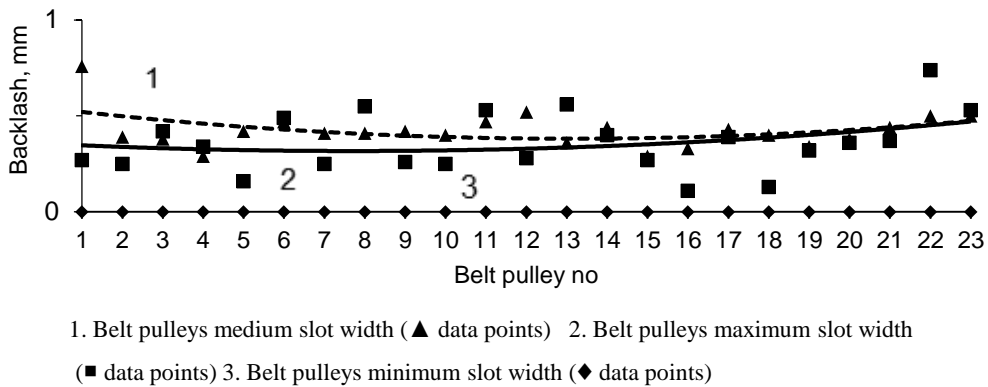 1
Backlash, mm
1
2
3
0
1 2 3 4 5 6 7 8 9 10 11 12 13 14 15 16 17 18 19 20 21 22 23
Belt pulley no
1. Belt pulleys medium slot width (▲ data points) 2. Belt pulleys maximum slot width
(■ data points) 3. Belt pulleys minimum slot width (♦ data points)